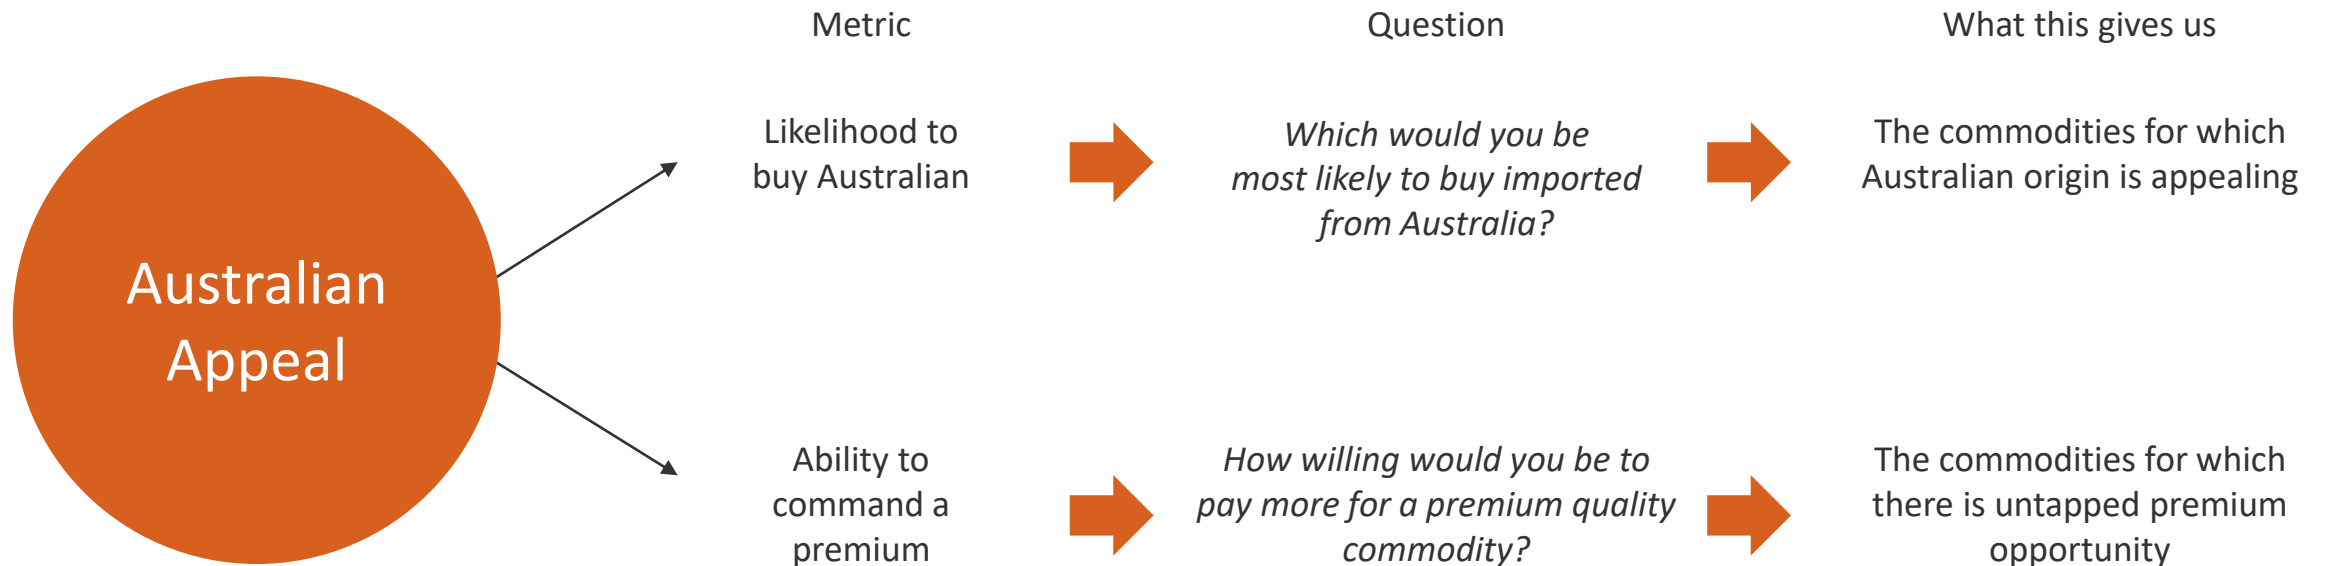 Metric
Question
What this gives us
Australian
Appeal
Likelihood to
buy Australian
Which would you be
most likely to buy imported
from Australia?
The commodities for which
Australian origin is appealing
Ability to
command a
premium
How willing would you be to
pay more for a premium quality
commodity?
The commodities for which
there is untapped premium
opportunity